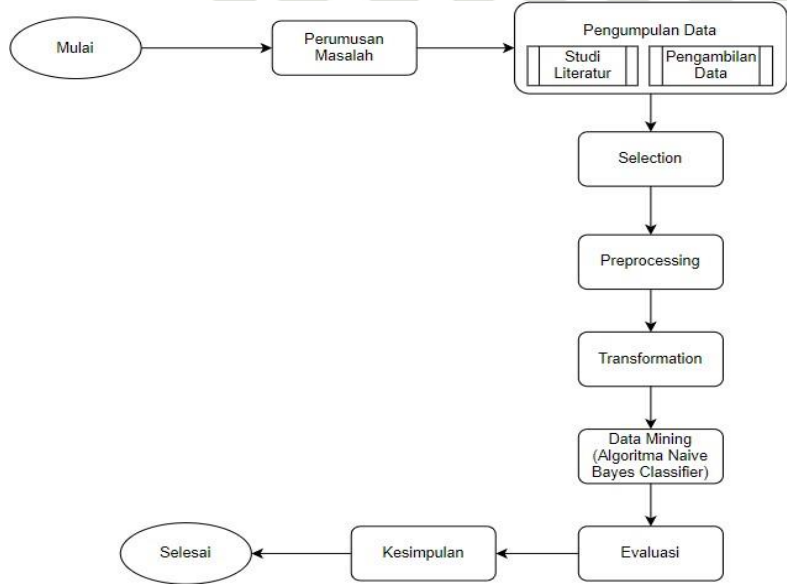 Mulai
Perumusan
Masalah
Pengumpulan Data
Studi
Literatur
Pengambilan
Data
Selection
Preprocessing
Transformation
Data Mining
(Algoritma Naive
Bayes Classifier)
Evaluasi
Kesimpulan
Selesai